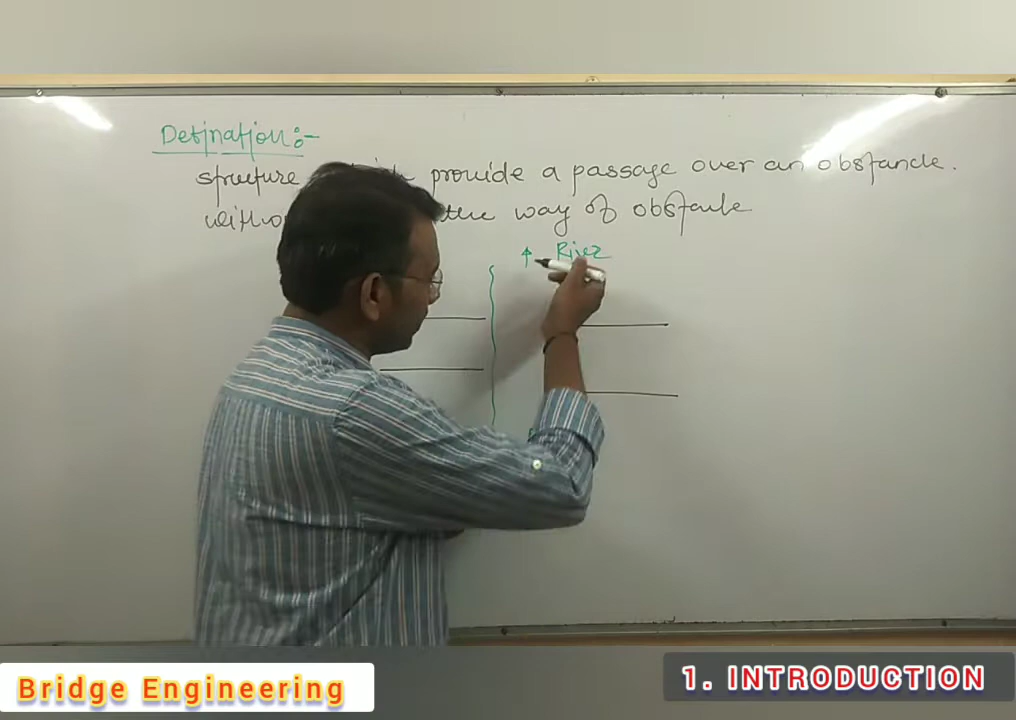 Defination:-
structure provide a passage over an obstancle.
the way of obstacle
River
Bridge Engineering
1. INTRODUCTION